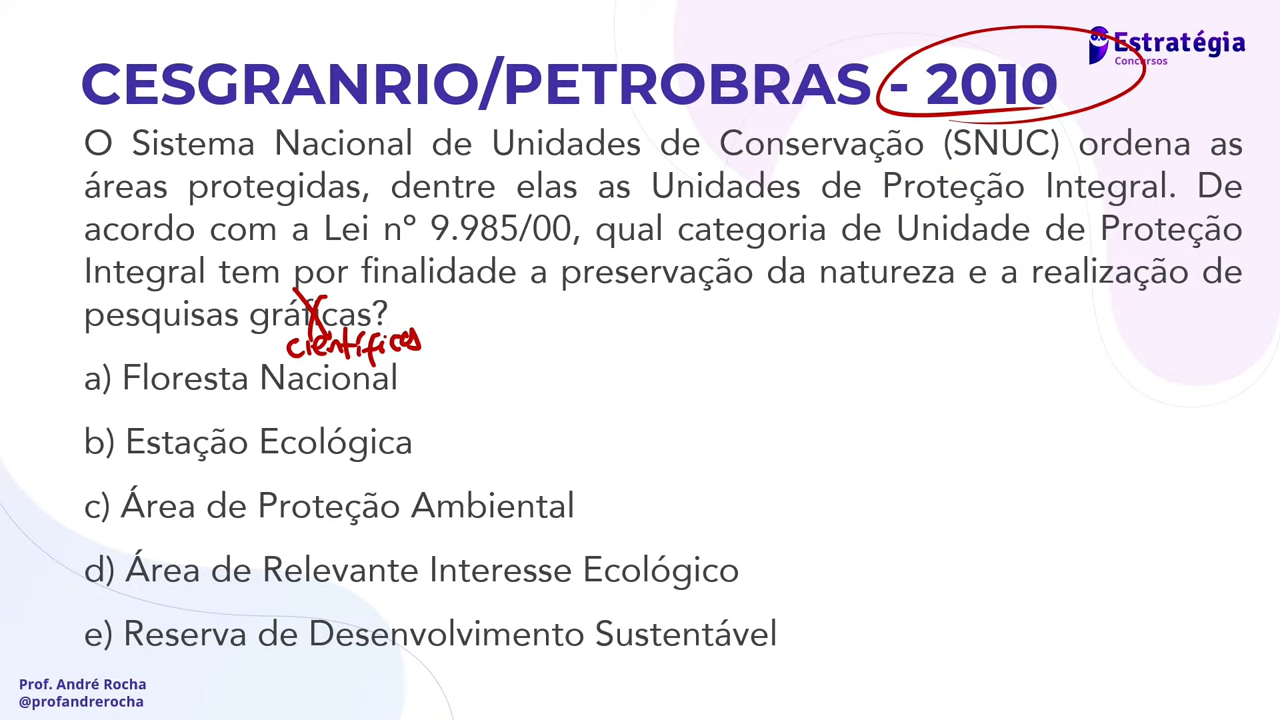 Estratégia
Concursos
CESGRANRIO/PETROBRAS - 2010
O Sistema Nacional de Unidades de Conservação (SNUC) ordena as
áreas protegidas, dentre elas as Unidades de Proteção Integral. De
acordo com a Lei nº 9.985/00, qual categoria de Unidade de Proteção
Integral tem por finalidade a preservação da natureza e a realização de
pesquisas gráficas?
científicas
a) Floresta Nacional
b) Estação Ecológica
c) Área de Proteção Ambiental
d) Área de Relevante Interesse Ecológico
e) Reserva de Desenvolvimento Sustentável
Prof. André Rocha
@profandrerocha